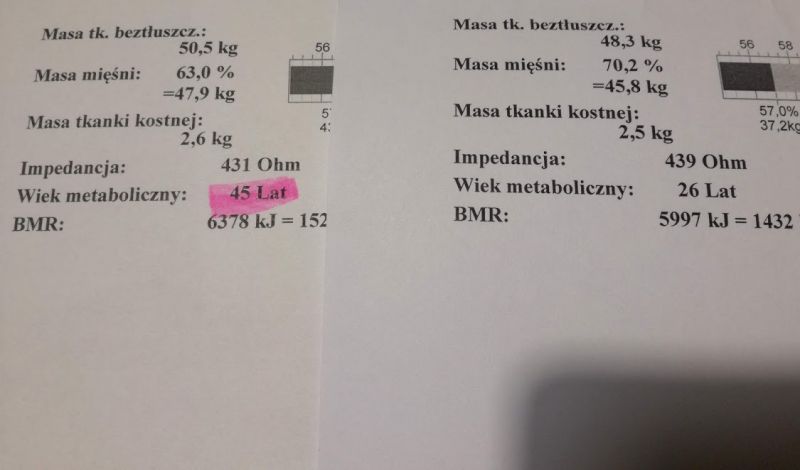 Masa tk. beztłuszcz.:
50,5 kg
56
Masa mięśni: 63,0 %
=47,9 kg
Masa tkanki kostnej:
2,6 kg
Impedancja: 431 Ohm
Wiek metaboliczny: 45 Lat
BMR: 6378 kJ = 152
Masa tk. beztłuszcz.:
48,3 kg
56 58
Masa mięśni: 70,2 %
=45,8 kg
57,0%
37,2kg
Masa tkanki kostnej:
2,5 kg
Impedancja: 439 Ohm
Wiek metaboliczny: 26 Lat
BMR: 5997 kJ = 1432